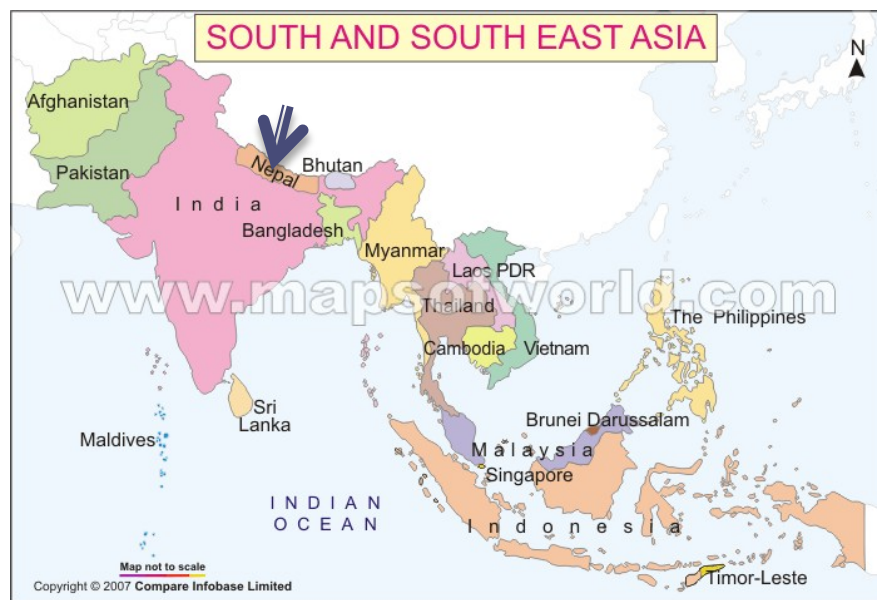 SOUTH AND SOUTH EAST ASIA
N
Afghanistan
Pakistan
Nepal
Bhutan
India
Bangladesh
Myanmar
Laos PDR
www.mapsofworld.com
Thailand
The Philippines
Cambodia
Vietnam
Sri
Lanka
Maldives
Brunei Darussalam
Malaysia
Singapore
INDIAN
OCEAN
Indonesia
Timor-Leste
Map not to scale
Copyright © 2007 Compare Infobase Limited